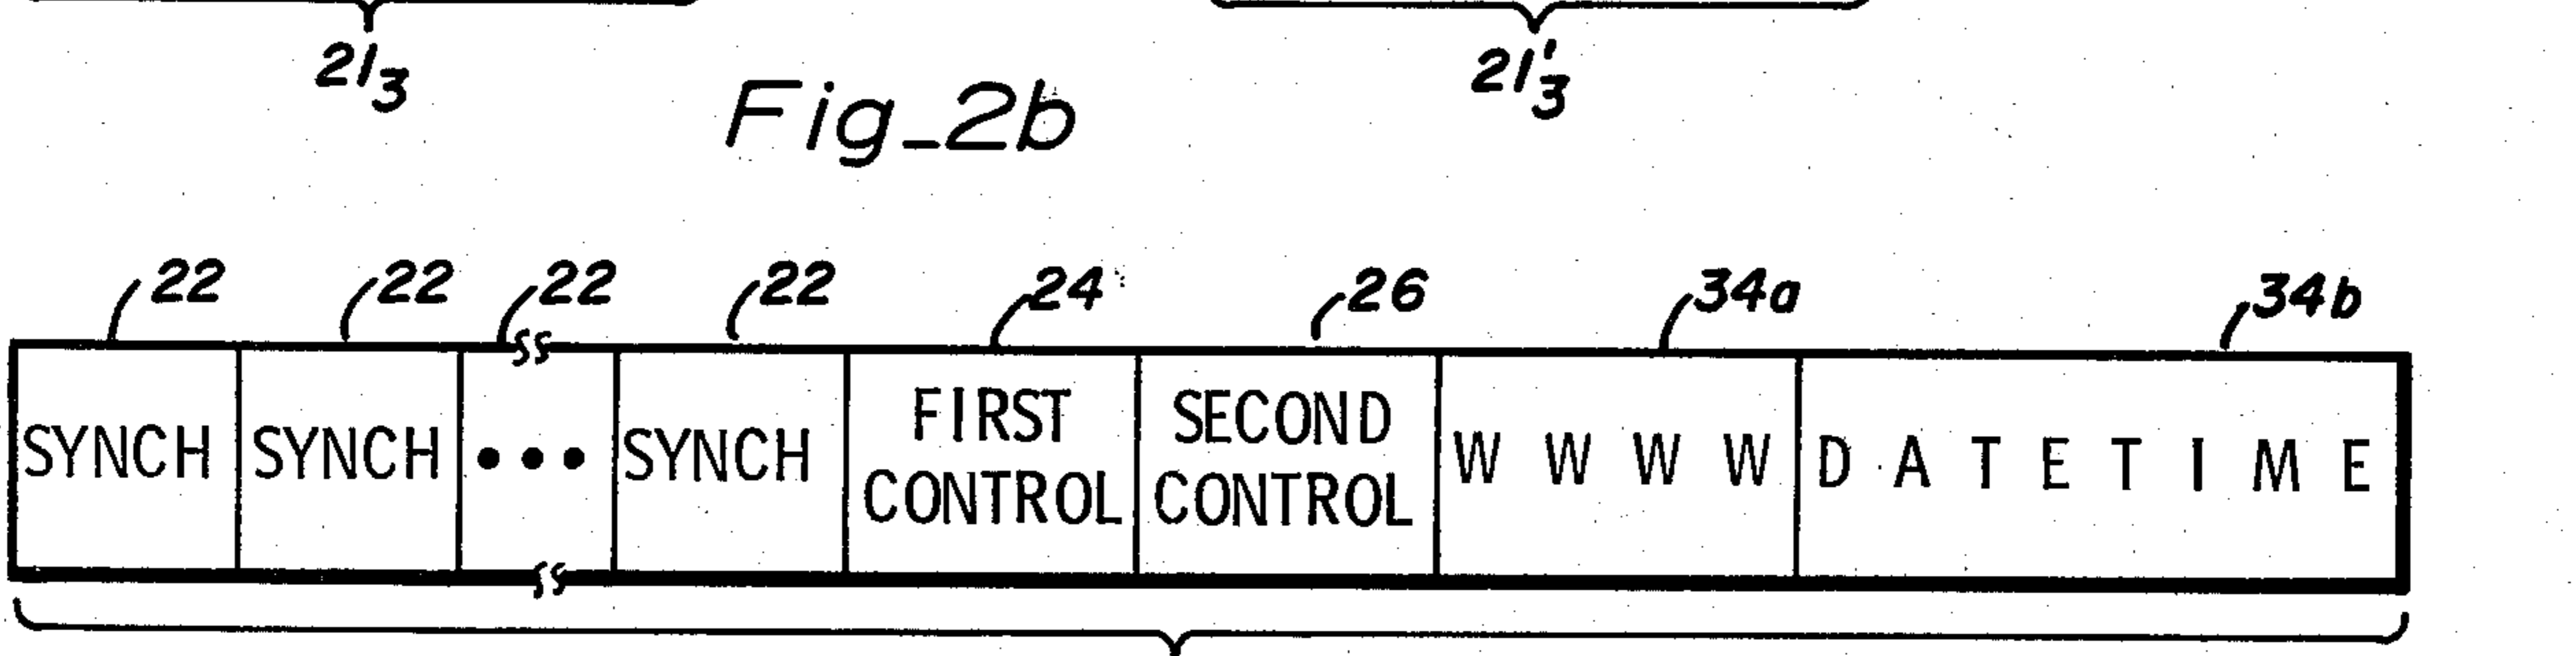 21₃ 21'₃
Fig_2b
22 22 22 22 24 26 34a 34b
SYNCH SYNCH ••• SYNCH FIRST CONTROL SECOND CONTROL W W W W D A T E T I M E